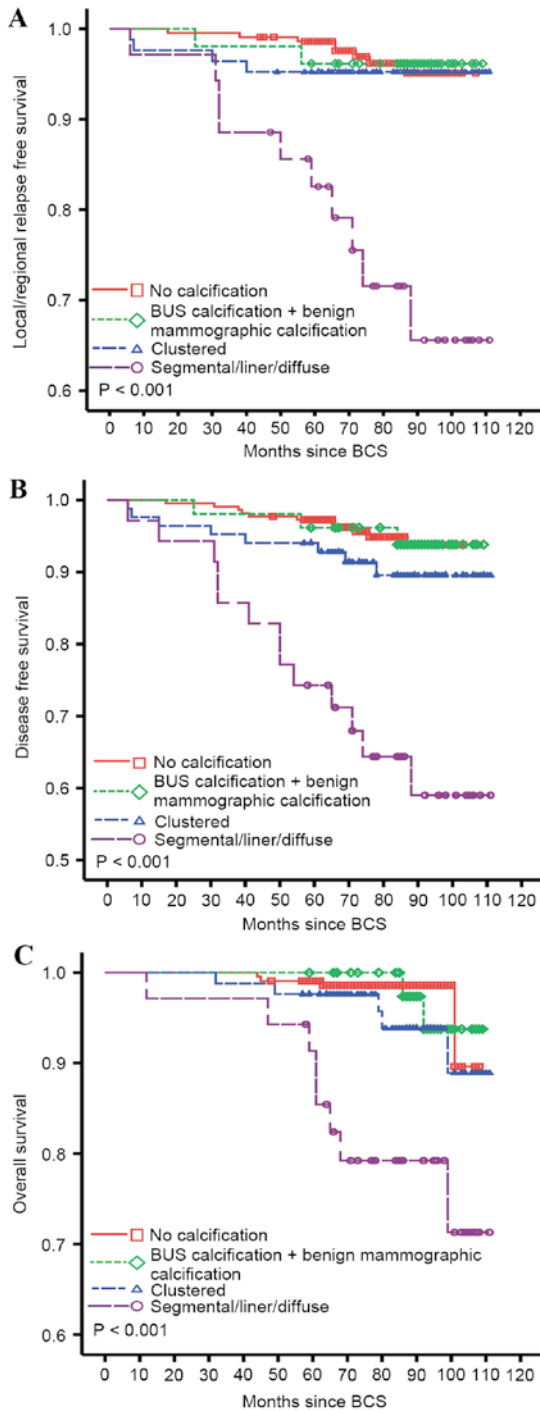 A
1.0
0.9
0.8
0.7
0.6
Local/regional relapse free survival
No calcification
BUS calcification + benign
mammographic calcification
Clustered
Segmental/liner/diffuse
P < 0.001
0 10 20 30 40 50 60 70 80 90 100 110 120
Months since BCS
B
1.0
0.9
0.8
0.7
0.6
0.5
Disease free survival
No calcification
BUS calcification + benign
mammographic calcification
Clustered
Segmental/liner/diffuse
P < 0.001
0 10 20 30 40 50 60 70 80 90 100 110 120
Months since BCS
C
1.0
0.9
0.8
0.7
0.6
Overall survival
No calcification
BUS calcification + benign mammographic
calcification
Clustered
Segmental/liner/diffuse
P < 0.001
0 10 20 30 40 50 60 70 80 90 100 110 120
Months since BCS